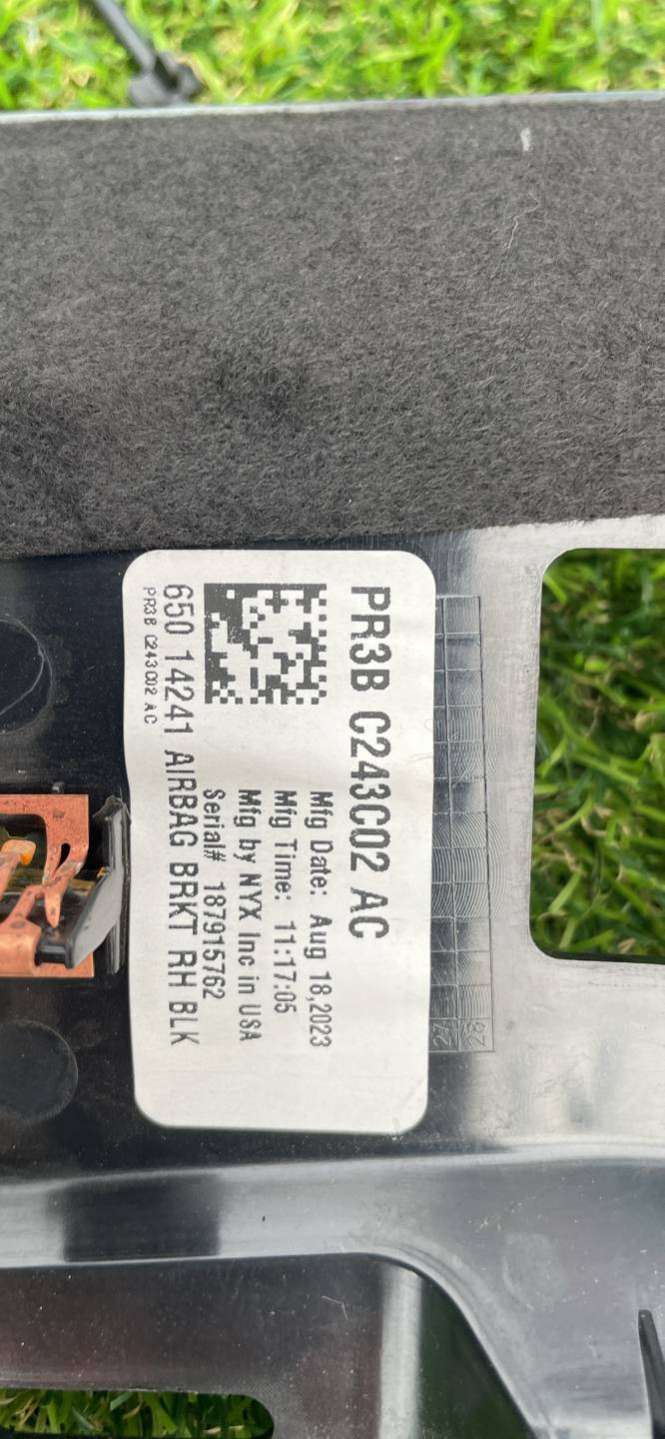 PR3B C243C02 AC
Mfg Date: Aug 18,2023
Mfg Time: 11:17:05
Mfg by NYX Inc in USA
Serial# 187915762
650 14241 AIRBAG BRKT RH BLK
PR3B C243C02 AC